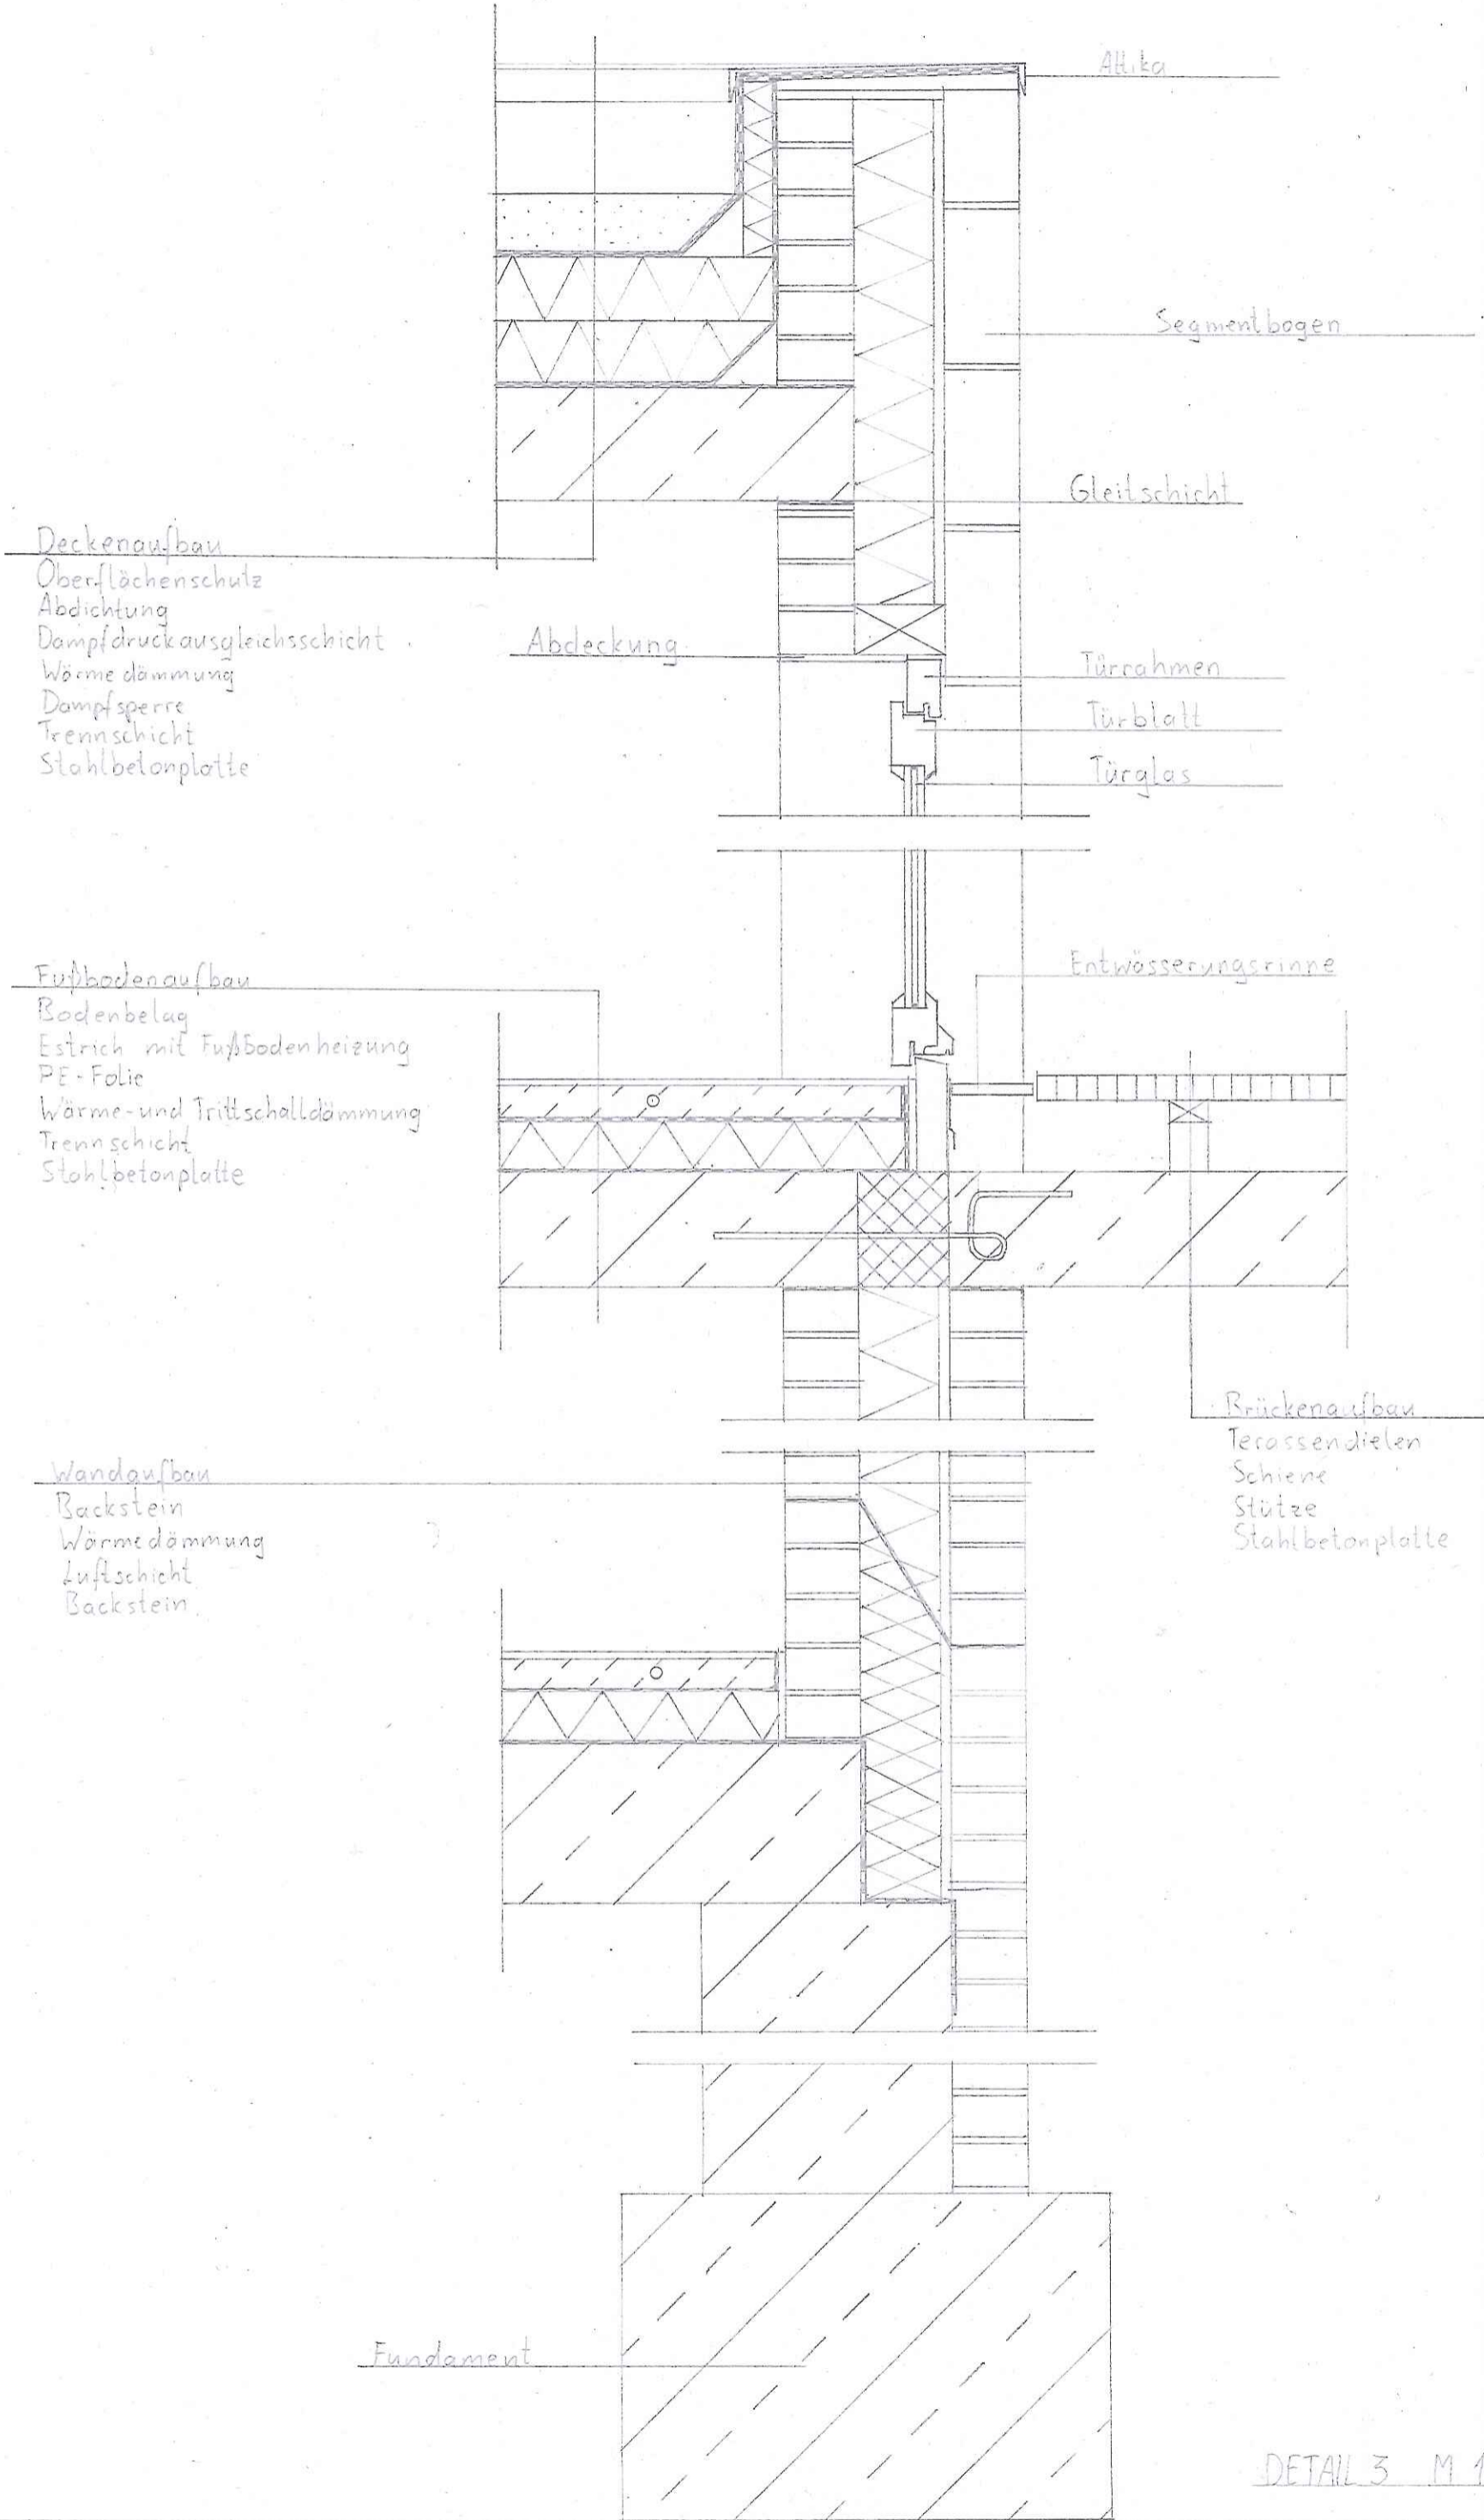 Attika
Segmentbogen
Gleitschicht
Deckenaufbau
Oberflächenschutz
Abdichtung
Dampfdruckausgleichsschicht
Wärmedämmung
Dampfsperre
Trennschicht
Stahlbetonplatte
Abdeckung
Türrahmen
Türblatt
Türglas
Fußbodenaufbau
Bodenbelag
Estrich mit Fußbodenheizung
PE-Folie
Wärme-und Trittschalldämmung
Trennschicht
Stahlbetonplatte
Entwässerungsrinne
Brückenaufbau
Terassendielen
Schiene
Stütze
Stahlbetonplatte
Wandaufbau
Backstein
Wärmedämmung
Luftschicht
Backstein
Fundament
DETAIL 3 M 1